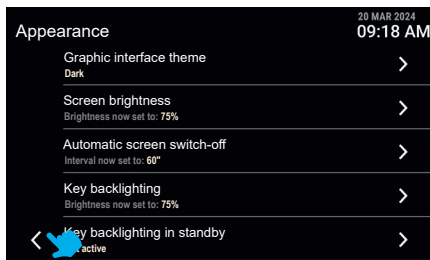 20 MAR 2024
Appearance
09:18 AM
Graphic interface theme
Dark
Screen brightness
Brightness now set to: 75%
Automatic screen switch-off
Interval now set to: 60"
Key backlighting
Brightness now set to: 75%
Key backlighting in standby
active